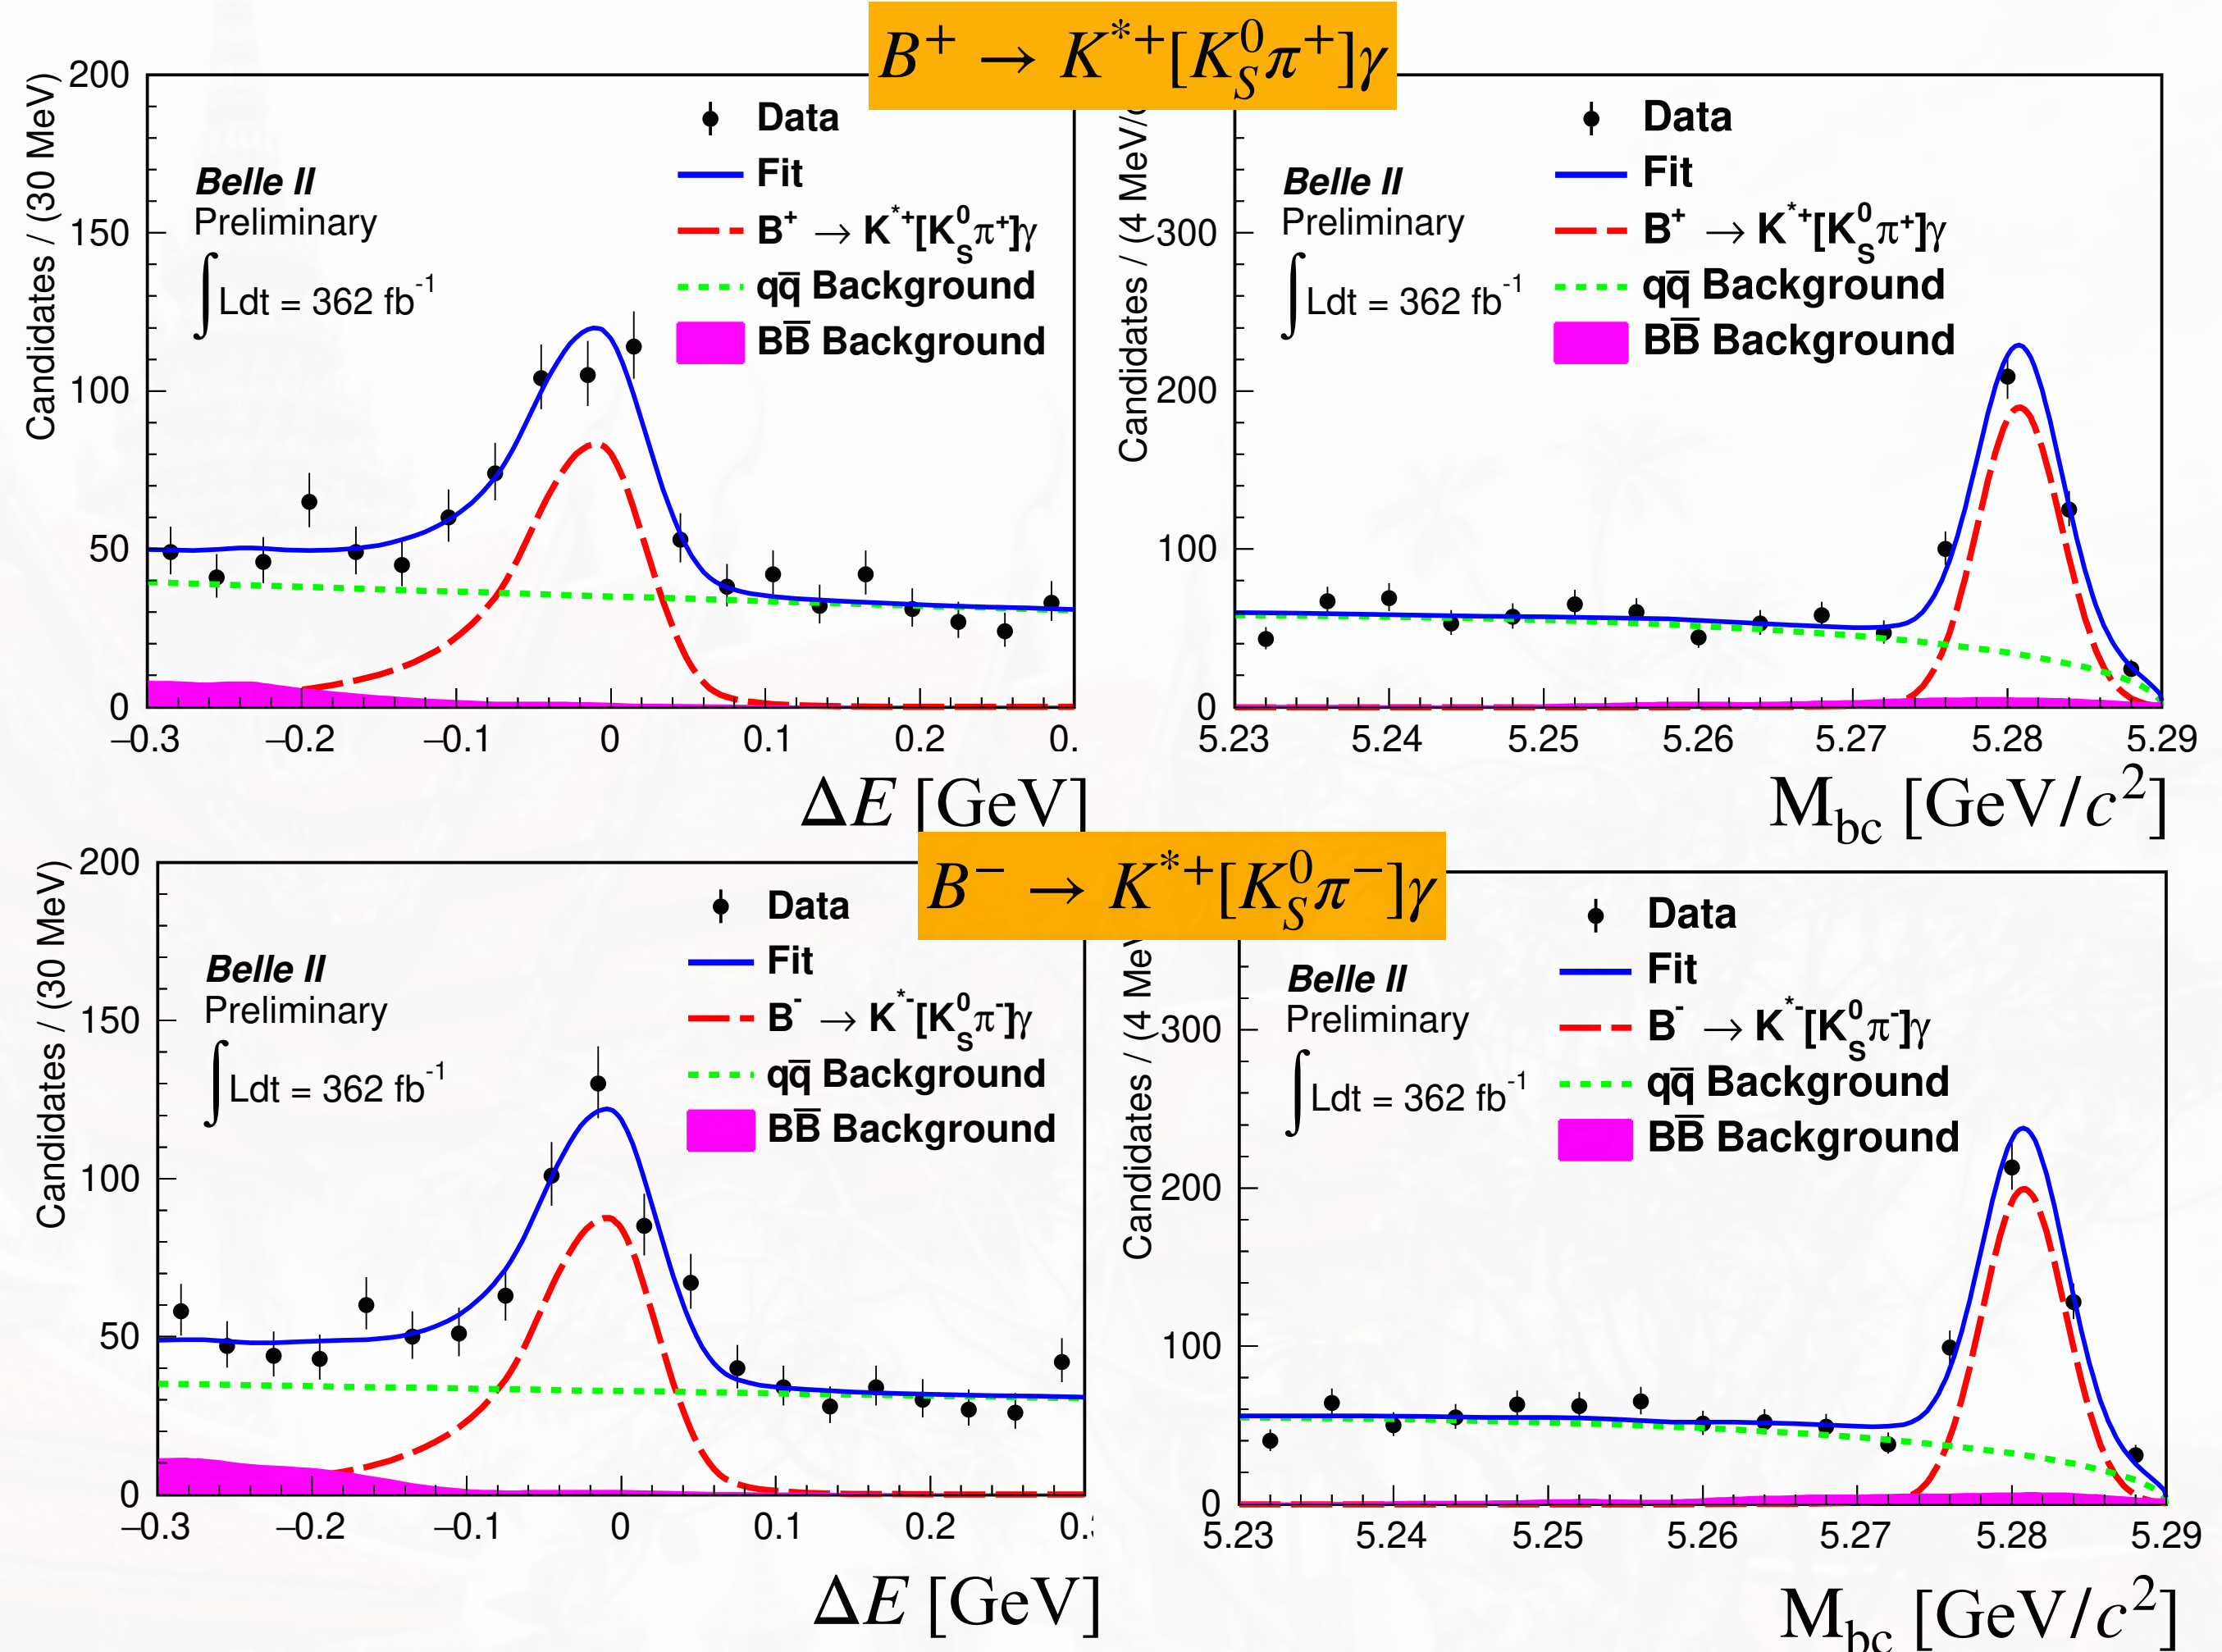 B⁺ → K*⁺[K⁰_Sπ⁺]γ
Candidates / (30 MeV)
200
150
100
50
0
Belle II
Preliminary
∫Ldt = 362 fb⁻¹
Data
Fit
B⁺ → K*⁺[K⁰_Sπ⁺]γ
qq̅ Background
BB̅ Background
−0.3 −0.2 −0.1 0 0.1 0.2 0.
ΔE [GeV]
Candidates / (4 MeV/
300
200
100
0
Belle II
Preliminary
∫Ldt = 362 fb⁻¹
Data
Fit
B⁺ → K*⁺[K⁰_Sπ⁺]γ
qq̅ Background
BB̅ Background
5.23 5.24 5.25 5.26 5.27 5.28 5.29
M_bc [GeV/c²]
B⁻ → K*⁺[K⁰_Sπ⁻]γ
Candidates / (30 MeV)
200
150
100
50
0
Belle II
Preliminary
∫Ldt = 362 fb⁻¹
Data
Fit
B⁻ → K*⁻[K⁰_Sπ⁻]γ
qq̅ Background
BB̅ Background
−0.3 −0.2 −0.1 0 0.1 0.2 0.
ΔE [GeV]
Candidates / (4 MeV
300
200
100
0
Belle II
Preliminary
∫Ldt = 362 fb⁻¹
Data
Fit
B⁻ → K*⁻[K⁰_Sπ⁻]γ
qq̅ Background
BB̅ Background
5.23 5.24 5.25 5.26 5.27 5.28 5.29
M_bc [GeV/c²]